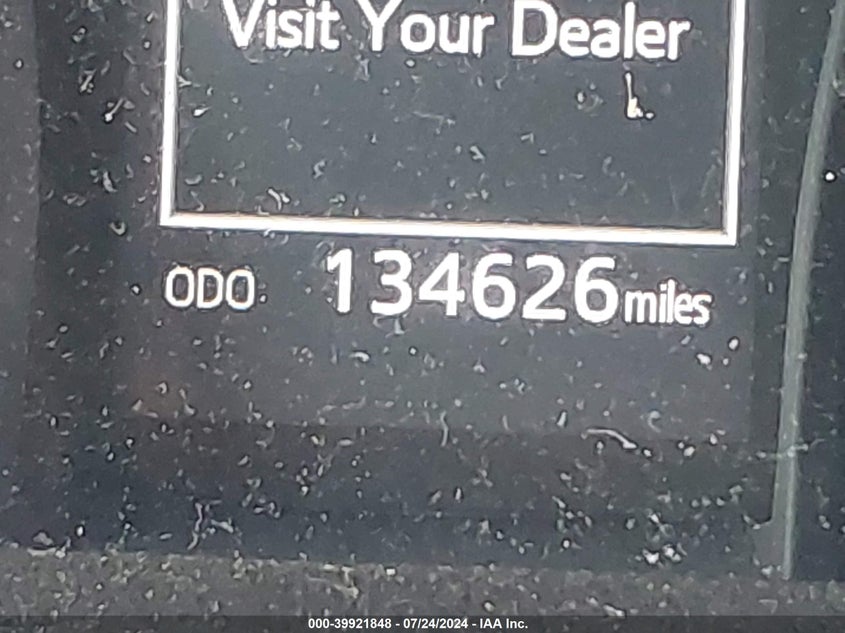 Visit Your Dealer
ODO 134626 miles
000-39921848 - 07/24/2024 - IAA Inc.